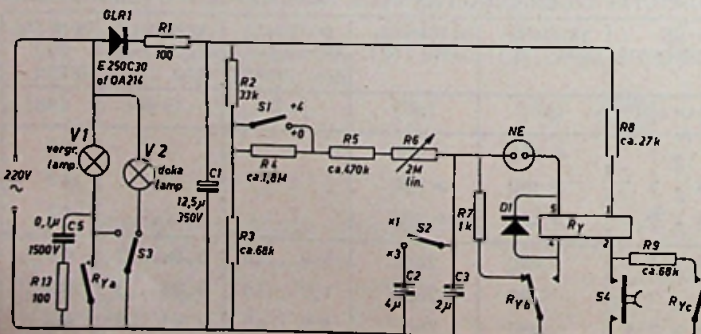 GLR1
E250C30
of OA214
R1
100
R2
33k
S1
+4
+0
R4
ca.1,8M
R5
ca.470k
R6
2M
lin.
NE
R8
ca.27k
V1
vergr.
lamp.
V2
doka
lamp
220V
~
C1
12,5μ
350V
R3
ca.68k
0,1μ
C5
1500V
R13
100
Rya
S3
x1
x3
S2
C2
4μ
C3
2μ
R7
1k
D1
5
4
Ry
1
2
R9
ca.68k
Ryb
S4
Ryc